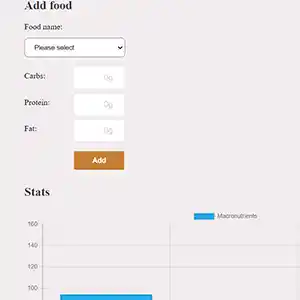 Add food
Food name:
Please select
Carbs:
0g
Protein:
0g
Fat:
0g
Add
Stats
Macronutrients
160
140
120
100